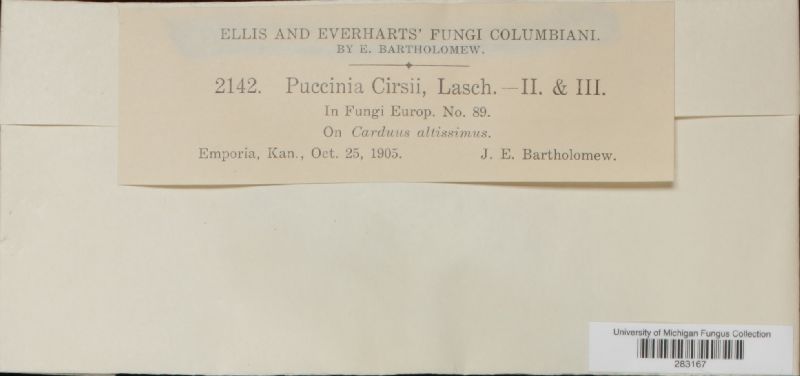 ELLIS AND EVERHARTS' FUNGI COLUMBIANI.
BY E. BARTHOLOMEW.
2142. Puccinia Cirsii, Lasch.—II. & III.
In Fungi Europ. No. 89.
On Carduus altissimus.
Emporia, Kan., Oct. 25, 1905. J. E. Bartholomew.
University of Michigan Fungus Collection
283167